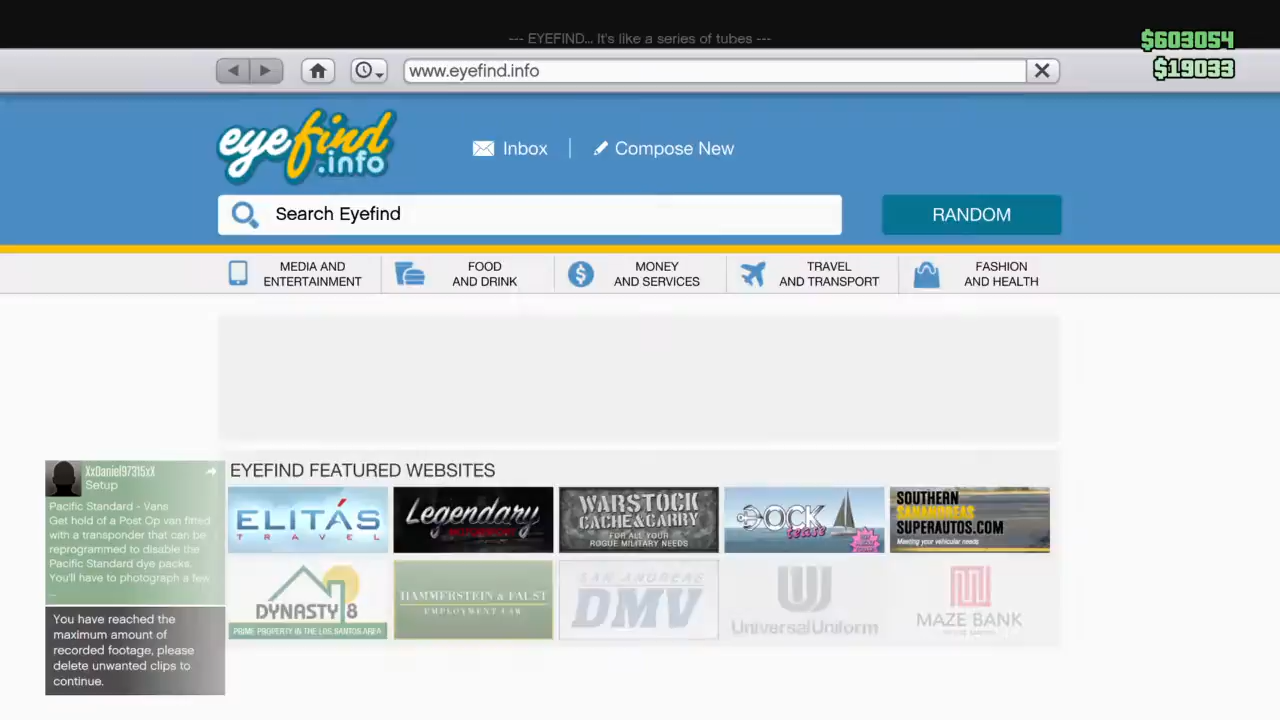 --- EYEFIND... It's like a series of tubes ---
$603054
www.eyefind.info
$19033
eyefind
.info
Inbox
Compose New
Search Eyefind
RANDOM
MEDIA AND
ENTERTAINMENT
FOOD
AND DRINK
MONEY
AND SERVICES
TRAVEL
AND TRANSPORT
FASHION
AND HEALTH
XxDaniel97315xX
Setup
Pacific Standard - Vans
Get hold of a Post Op van fitted
with a transponder that can be
reprogrammed to disable the
Pacific Standard dye packs.
You'll have to photograph a few
...
You have reached the
maximum amount of
recorded footage, please
delete unwanted clips to
continue.
EYEFIND FEATURED WEBSITES
ELITÁS
TRAVEL
Legendary
WARSTOCK
CACHE&CARRY
FOR ALL YOUR
ROGUE MILITARY NEEDS
DOCK
tease
SOUTHERN
SANANDREAS
SUPERAUTOS.COM
Meeting your vehicular needs
DYNASTY 8
PRIME PROPERTY IN THE LOS SANTOS AREA
HAMMERSTEIN & FAUST
EMPLOYMENT LAW
SAN ANDREAS
DMV
UniversalUniform
MAZE BANK